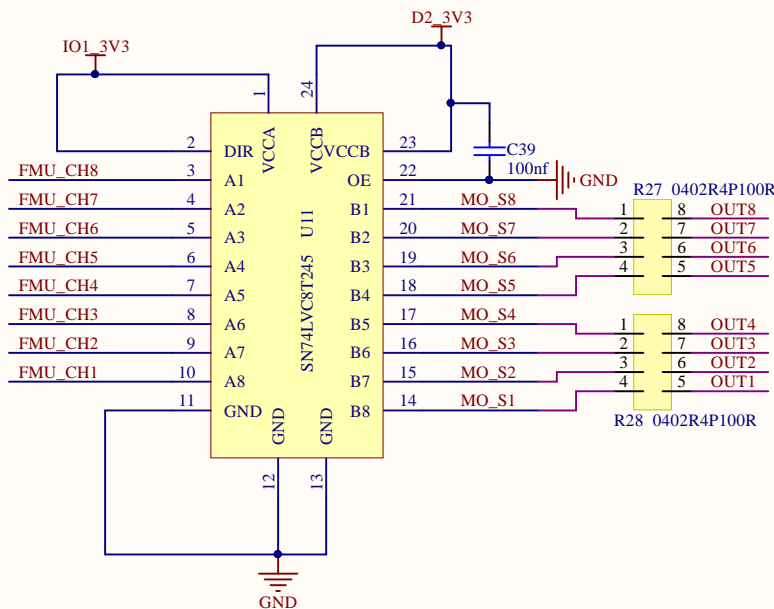 D2_3V3
IO1_3V3
1
24
2
DIR
VCCA
VCCB
VCCB
23
C39
100nf
FMU_CH8
3
A1
OE
22
GND
R27 0402R4P100R
FMU_CH7
4
A2
B1
21
MO_S8
1
8
OUT8
FMU_CH6
5
A3
U11
B2
20
MO_S7
2
7
OUT7
FMU_CH5
6
A4
B3
19
MO_S6
3
6
OUT6
FMU_CH4
7
A5
SN74LVC8T245
B4
18
MO_S5
4
5
OUT5
FMU_CH3
8
A6
B5
17
MO_S4
1
8
OUT4
FMU_CH2
9
A7
B6
16
MO_S3
2
7
OUT3
FMU_CH1
10
A8
B7
15
MO_S2
3
6
OUT2
11
GND
GND
GND
B8
14
MO_S1
4
5
OUT1
R28 0402R4P100R
12
13
GND